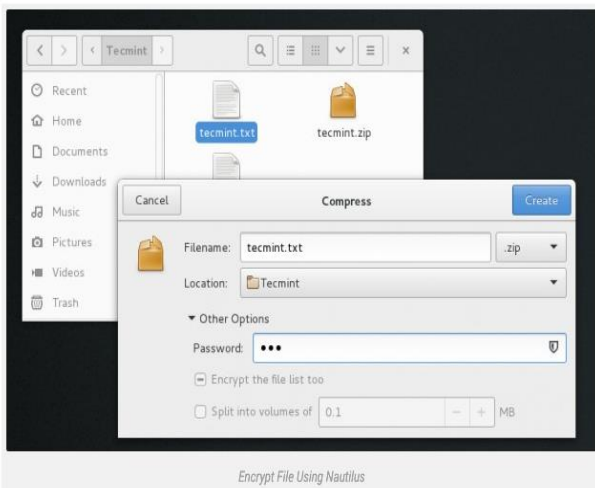 Tecmint
Recent
Home
Documents
Downloads
Music
Pictures
Videos
Trash
tecmint.txt
tecmint.zip
Cancel
Compress
Create
Filename: tecmint.txt .zip
Location: Tecmint
Other Options
Password: •••
Encrypt the file list too
Split into volumes of 0.1 MB
Encrypt File Using Nautilus